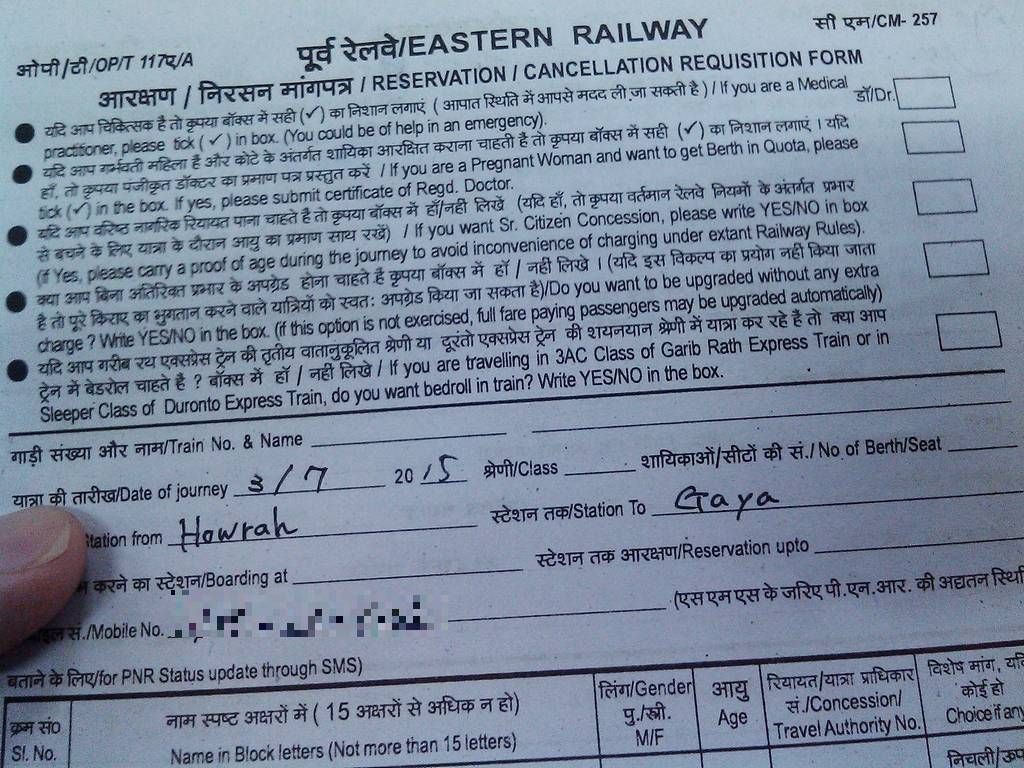 ओपी/टी/OP/T 117ए/A
पूर्व रेलवे/EASTERN RAILWAY
सी एम/CM- 257
आरक्षण / निरसन मांगपत्र / RESERVATION / CANCELLATION REQUISITION FORM
यदि आप चिकित्सक है तो कृपया बॉक्स में सही (✓) का निशान लगाएं ( आपात स्थिति में आपसे मदद ली जा सकती है ) / If you are a Medical
practitioner, please tick (✓) in box. (You could be of help in an emergency).
डॉ/Dr.
यदि आप गर्भवती महिला है और कोटे के अंतर्गत शायिका आरक्षित कराना चाहती है तो कृपया बॉक्स में सही (✓) का निशान लगाएं । यदि
हाँ, तो कृपया पंजीकृत डॉक्टर का प्रमाण पत्र प्रस्तुत करें / If you are a Pregnant Woman and want to get Berth in Quota, please
tick (✓) in the box. If yes, please submit certificate of Regd. Doctor.
यदि आप वरिष्ठ नागरिक रियायत पाना चाहते है तो कृपया बॉक्स में हाँ/नहीं लिखें (यदि हाँ, तो कृपया वर्तमान रेलवे नियमों के अंतर्गत प्रभार
से बचने के लिए यात्रा के दौरान आयु का प्रमाण साथ रखें) / If you want Sr. Citizen Concession, please write YES/NO in box
(if Yes, please carry a proof of age during the journey to avoid inconvenience of charging under extant Railway Rules).
क्या आप बिना अतिरिक्त प्रभार के अपग्रेड होना चाहते है कृपया बॉक्स में हाँ / नहीं लिखे । (यदि इस विकल्प का प्रयोग नहीं किया जाता
है तो पूरे किराए का भुगतान करने वाले यात्रियों को स्वतः अपग्रेड किया जा सकता है)/Do you want to be upgraded without any extra
charge ? Write YES/NO in the box. (if this option is not exercised, full fare paying passengers may be upgraded automatically)
यदि आप गरीब रथ एक्सप्रेस ट्रेन की तृतीय वातानुकूलित श्रेणी या दूरंतो एक्सप्रेस ट्रेन की शयनयान श्रेणी में यात्रा कर रहे है तो क्या आप
ट्रेन में बेडरोल चाहते है ? बॉक्स में हाँ / नहीं लिखे / If you are travelling in 3AC Class of Garib Rath Express Train or in
Sleeper Class of Duronto Express Train, do you want bedroll in train? Write YES/NO in the box.
गाड़ी संख्या और नाम/Train No. & Name
यात्रा की तारीख/Date of journey 3/7 2015 श्रेणी/Class शायिकाओं/सीटों की सं./ No of Berth/Seat
tation from Howrah स्टेशन तक/Station To Gaya
करने का स्टेशन/Boarding at स्टेशन तक आरक्षण/Reservation upto
सं./Mobile No. (एस एम एस के जरिए पी.एन.आर. की अद्यतन स्थिति
बताने के लिए/for PNR Status update through SMS)
क्रम सं०
Sl. No.
नाम स्पष्ट अक्षरों में ( 15 अक्षरों से अधिक न हो)
Name in Block letters (Not more than 15 letters)
लिंग/Gender
पु./स्त्री.
M/F
आयु
Age
रियायत/यात्रा प्राधिकार
सं./Concession/
Travel Authority No.
विशेष मांग, यदि
कोई हो
Choice if any
निचली/ऊप